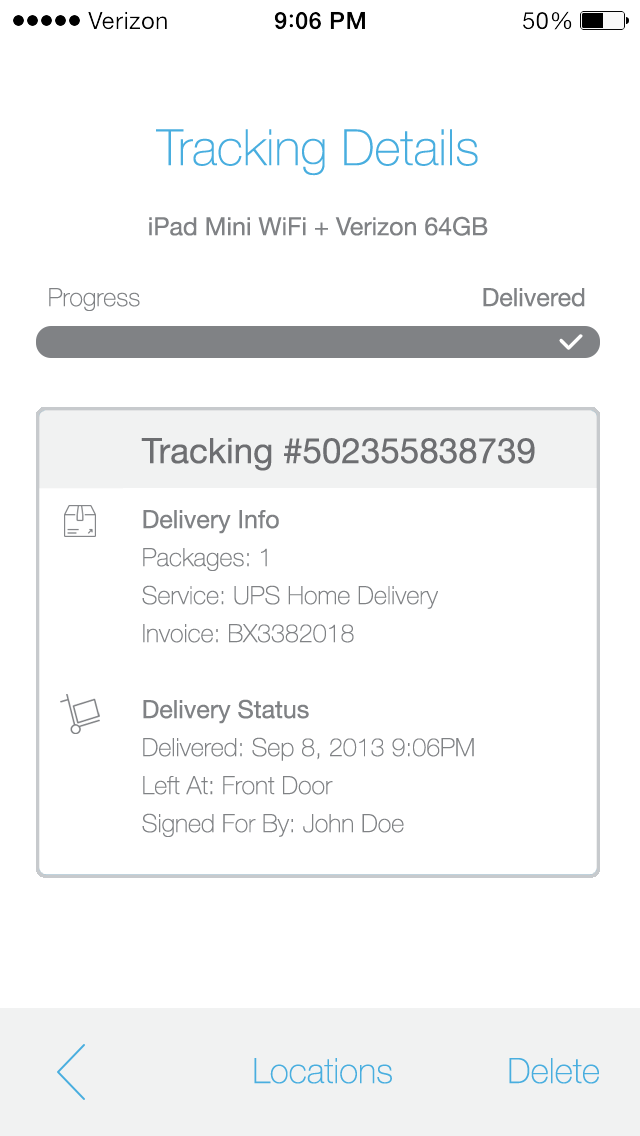 Verizon 9:06 PM 50%
Tracking Details
iPad Mini WiFi + Verizon 64GB
Progress Delivered
Tracking #502355838739
Delivery Info
Packages: 1
Service: UPS Home Delivery
Invoice: BX3382018
Delivery Status
Delivered: Sep 8, 2013 9:06PM
Left At: Front Door
Signed For By: John Doe
Locations Delete